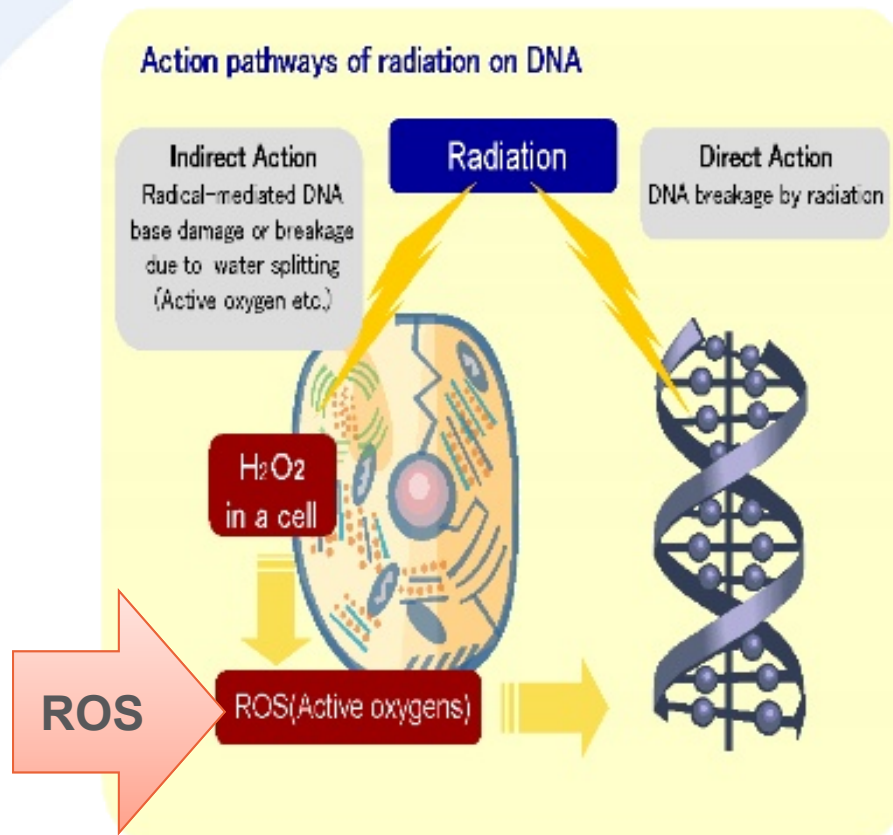 Action pathways of radiation on DNA
Indirect Action
Radical-mediated DNA
base damage or breakage
due to water splitting
(Active oxygen etc.)
Radiation
Direct Action
DNA breakage by radiation
H₂O₂
in a cell
ROS
ROS(Active oxygens)